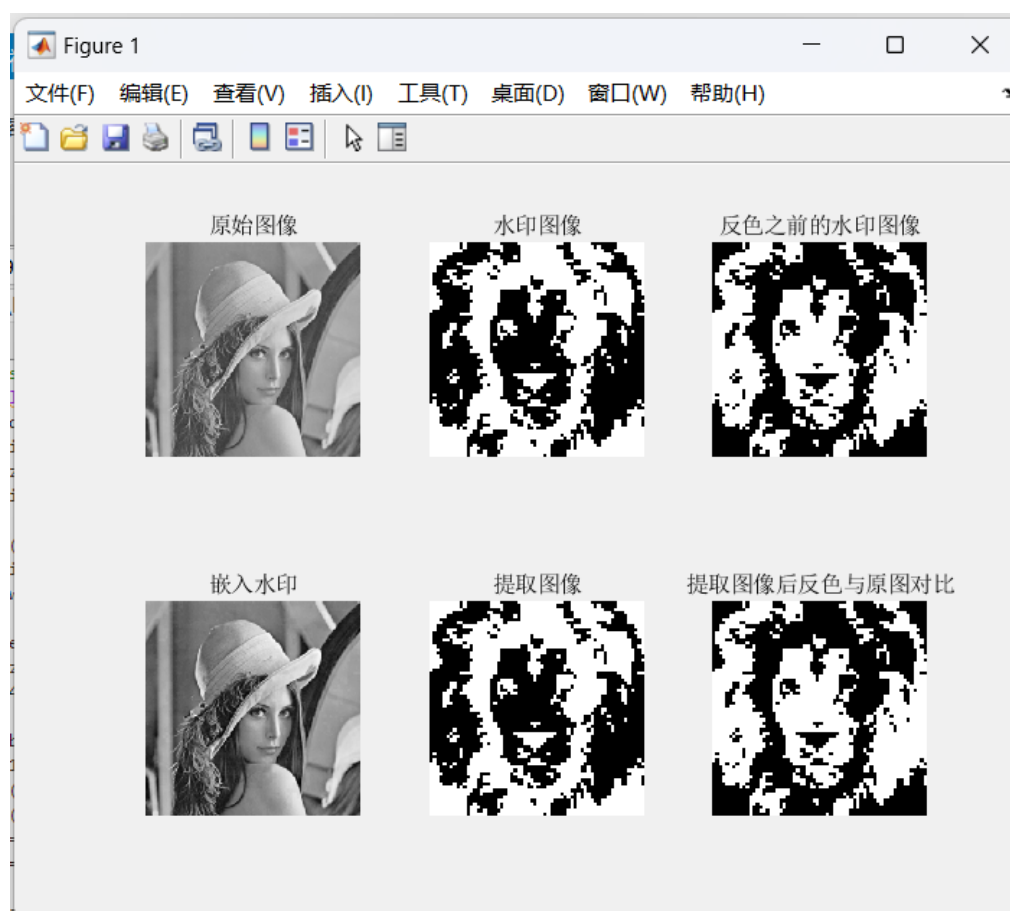 Figure 1
文件(F) 编辑(E) 查看(V) 插入(I) 工具(T) 桌面(D) 窗口(W) 帮助(H)
原始图像 水印图像 反色之前的水印图像
嵌入水印 提取图像 提取图像后反色与原图对比